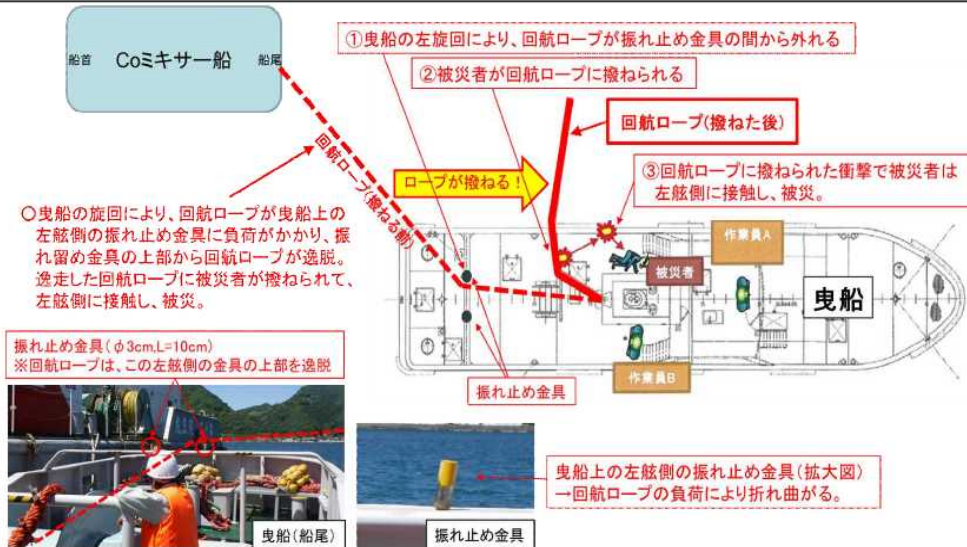 船首
Coミキサー船
船尾
①曳船の左旋回により、回航ロープが振れ止め金具の間から外れる
②被災者が回航ロープに撥ねられる
回航ロープ(撥ねた後)
回航ロープ(撥ねる前)
ロープが撥ねる！
③回航ロープに撥ねられた衝撃で被災者は
左舷側に接触し、被災。
○曳船の旋回により、回航ロープが曳船上の
左舷側の振れ止め金具に負荷がかかり、振
れ留め金具の上部から回航ロープが逸脱。
逸走した回航ロープに被災者が撥ねられて、
左舷側に接触し、被災。
作業員A
被災者
曳船
作業員B
振れ止め金具
振れ止め金具(φ3cm,L=10cm)
※回航ロープは、この左舷側の金具の上部を逸脱
曳船(船尾)
振れ止め金具
曳船上の左舷側の振れ止め金具(拡大図)
→回航ロープの負荷により折れ曲がる。